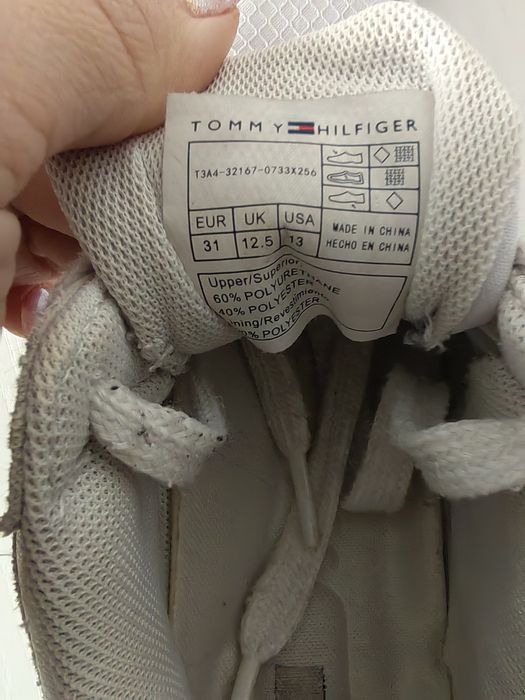 TOMMY HILFIGER
T3A4-32167-0733X256
EUR UK USA
31 12.5 13
MADE IN CHINA
HECHO EN CHINA
Upper/Superior
60% POLYURETHANE
40% POLYESTER
POLYESTER